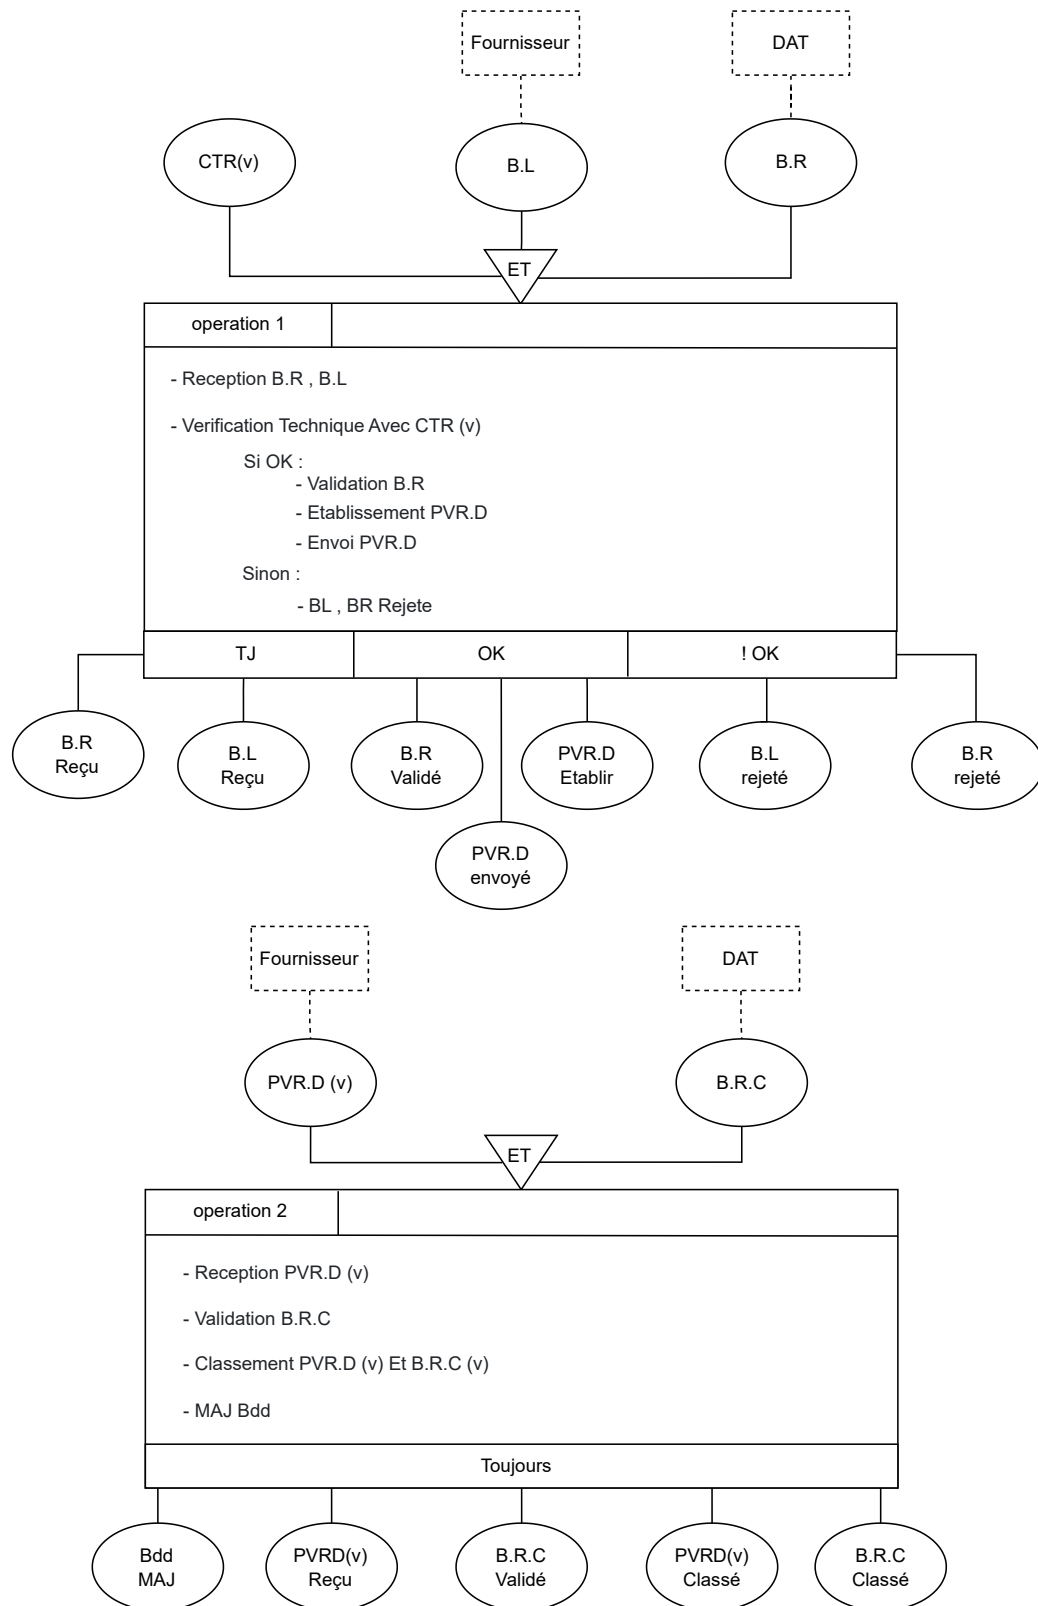 Fournisseur
DAT
CTR(v)
B.L
B.R
ET
operation 1
- Reception B.R , B.L
- Verification Technique Avec CTR (v)
Si OK :
- Validation B.R
- Etablissement PVR.D
- Envoi PVR.D
Sinon :
- BL , BR Rejete
TJ
OK
! OK
B.R
Reçu
B.L
Reçu
B.R
Validé
PVR.D
Etablir
B.L
rejeté
B.R
rejeté
PVR.D
envoyé
Fournisseur
DAT
PVR.D (v)
B.R.C
ET
operation 2
- Reception PVR.D (v)
- Validation B.R.C
- Classement PVR.D (v) Et B.R.C (v)
- MAJ Bdd
Toujours
Bdd
MAJ
PVRD(v)
Reçu
B.R.C
Validé
PVRD(v)
Classé
B.R.C
Classé